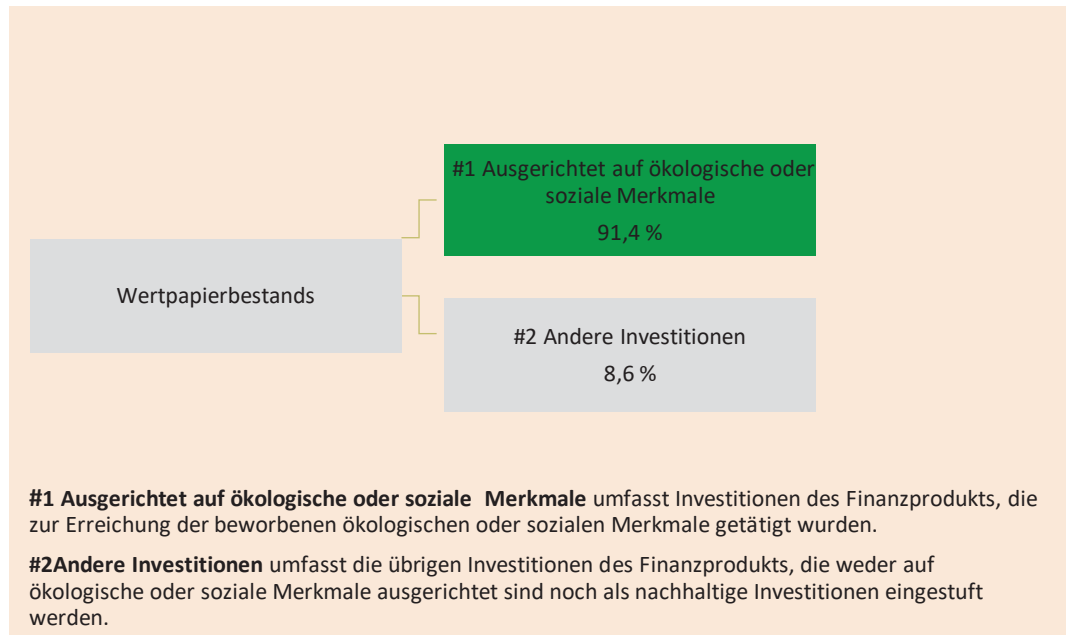 #1 Ausgerichtet auf ökologische oder
soziale Merkmale
91,4 %
Wertpapierbestands
#2 Andere Investitionen
8,6 %
#1 Ausgerichtet auf ökologische oder soziale Merkmale umfasst Investitionen des Finanzprodukts, die
zur Erreichung der beworbenen ökologischen oder sozialen Merkmale getätigt wurden.
#2Andere Investitionen umfasst die übrigen Investitionen des Finanzprodukts, die weder auf
ökologische oder soziale Merkmale ausgerichtet sind noch als nachhaltige Investitionen eingestuft
werden.